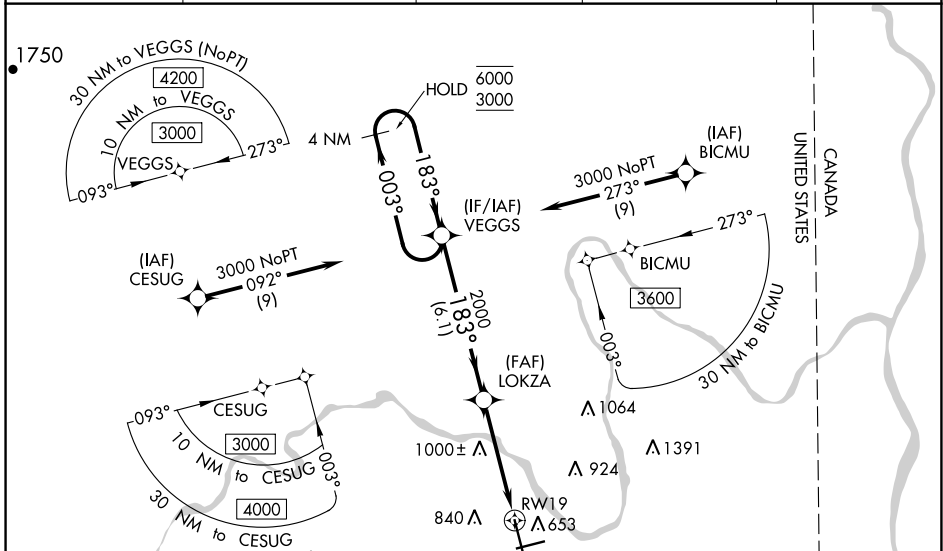 1750
30 NM to VEGGS (NoPT)
4200
10 NM to VEGGS
3000
VEGGS
093°
273°
HOLD
6000
3000
4 NM
183°
003°
(IF/IAF)
VEGGS
(IAF)
BICMU
3000 NoPT
273°
(9)
UNITED STATES
CANADA
(IAF)
CESUG
3000 NoPT
092°
(9)
273°
BICMU
3600
003°
30 NM to BICMU
2000
183°
(6.1)
(FAF)
LOKZA
093°
CESUG
3000
10 NM to CESUG
003°
4000
30 NM to CESUG
1064
1000±
1391
924
RW19
840
653